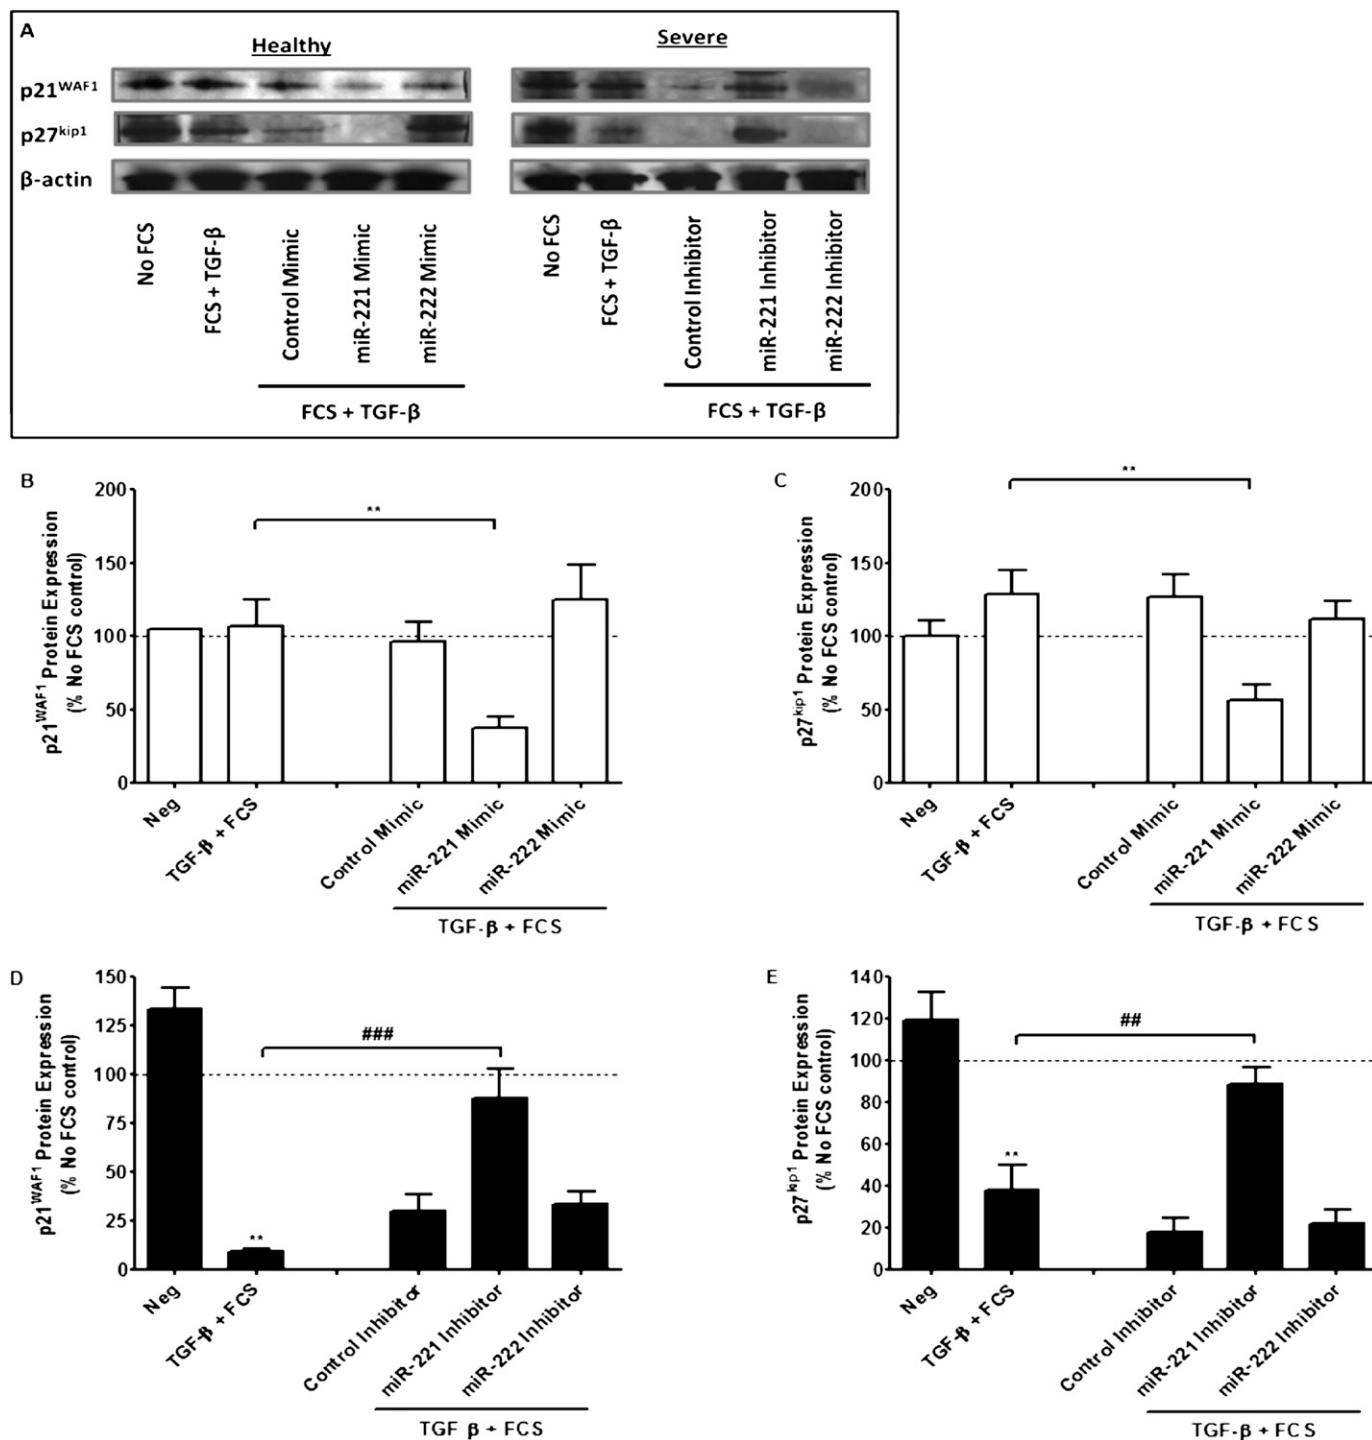 A
Healthy
Severe
p21WAF1
p27kip1
β-actin
No FCS
FCS + TGF-β
Control Mimic
miR-221 Mimic
miR-222 Mimic
FCS + TGF-β
No FCS
FCS + TGF-β
Control Inhibitor
miR-221 Inhibitor
miR-222 Inhibitor
FCS + TGF-β
B
p21WAF1 Protein Expression
(% No FCS control)
200
150
100
50
0
**
Neg
TGF-β + FCS
Control Mimic
miR-221 Mimic
miR-222 Mimic
TGF-β + FCS
C
p27kip1 Protein Expression
(% No FCS control)
200
150
100
50
0
**
Neg
TGF-β + FCS
Control Mimic
miR-221 Mimic
miR-222 Mimic
TGF-β + FCS
D
p21WAF1 Protein Expression
(% No FCS control)
150
125
100
75
50
25
0
###
**
Neg
TGF-β + FCS
Control Inhibitor
miR-221 Inhibitor
miR-222 Inhibitor
TGF β + FCS
E
p27kip1 Protein Expression
(% No FCS control)
140
120
100
80
60
40
20
0
##
**
Neg
TGF-β + FCS
Control Inhibitor
miR-221 Inhibitor
miR-222 Inhibitor
TGF-β + FCS